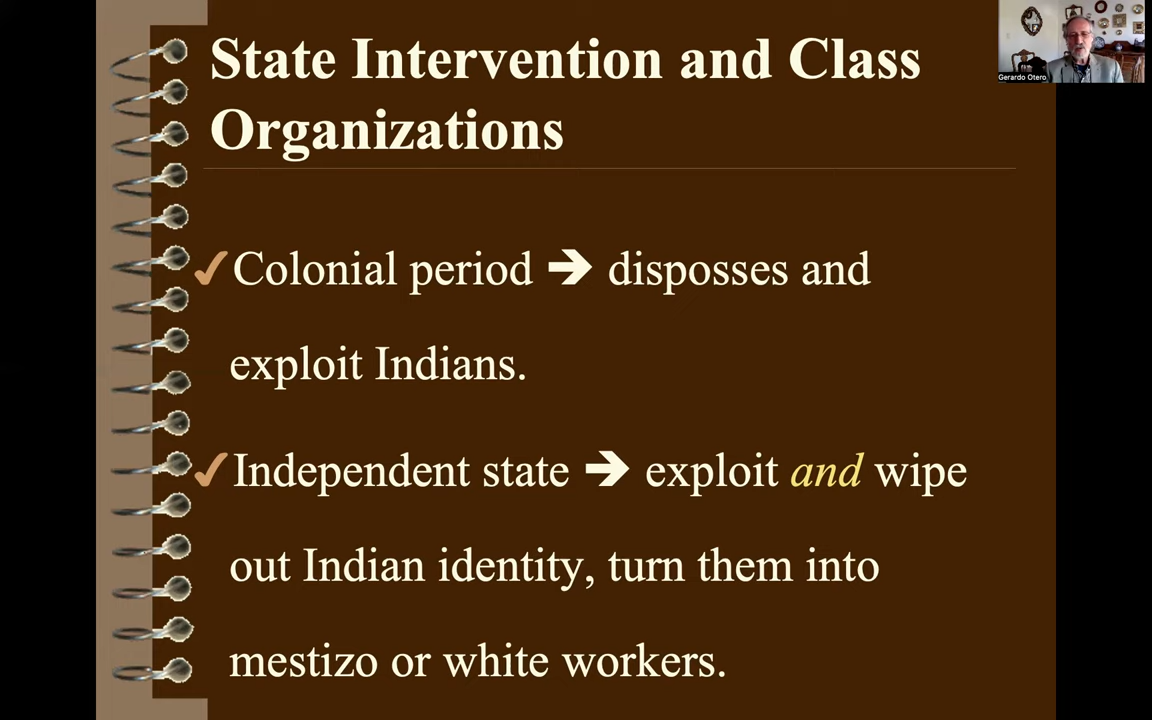 State Intervention and Class
Organizations
Gerardo Otero
✓Colonial period → disposses and
exploit Indians.
✓Independent state → exploit and wipe
out Indian identity, turn them into
mestizo or white workers.